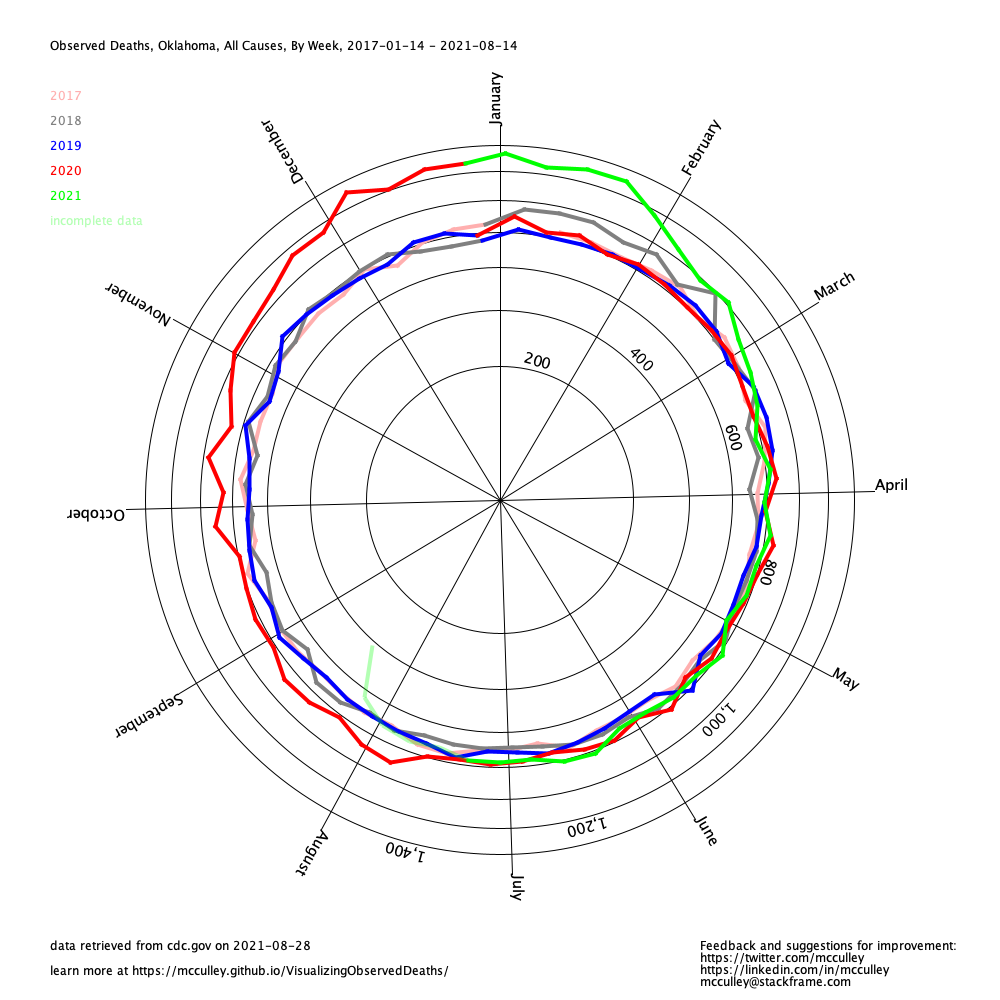 Observed Deaths, Oklahoma, All Causes, By Week, 2017-01-14 - 2021-08-14
2017
2018
2019
2020
2021
incomplete data
January
February
March
April
May
June
July
August
September
October
November
December
200
400
600
800
1,000
1,200
1,400
data retrieved from cdc.gov on 2021-08-28
learn more at https://mcculley.github.io/VisualizingObservedDeaths/
Feedback and suggestions for improvement:
https://twitter.com/mcculley
https://linkedin.com/in/mcculley
mcculley@stackframe.com